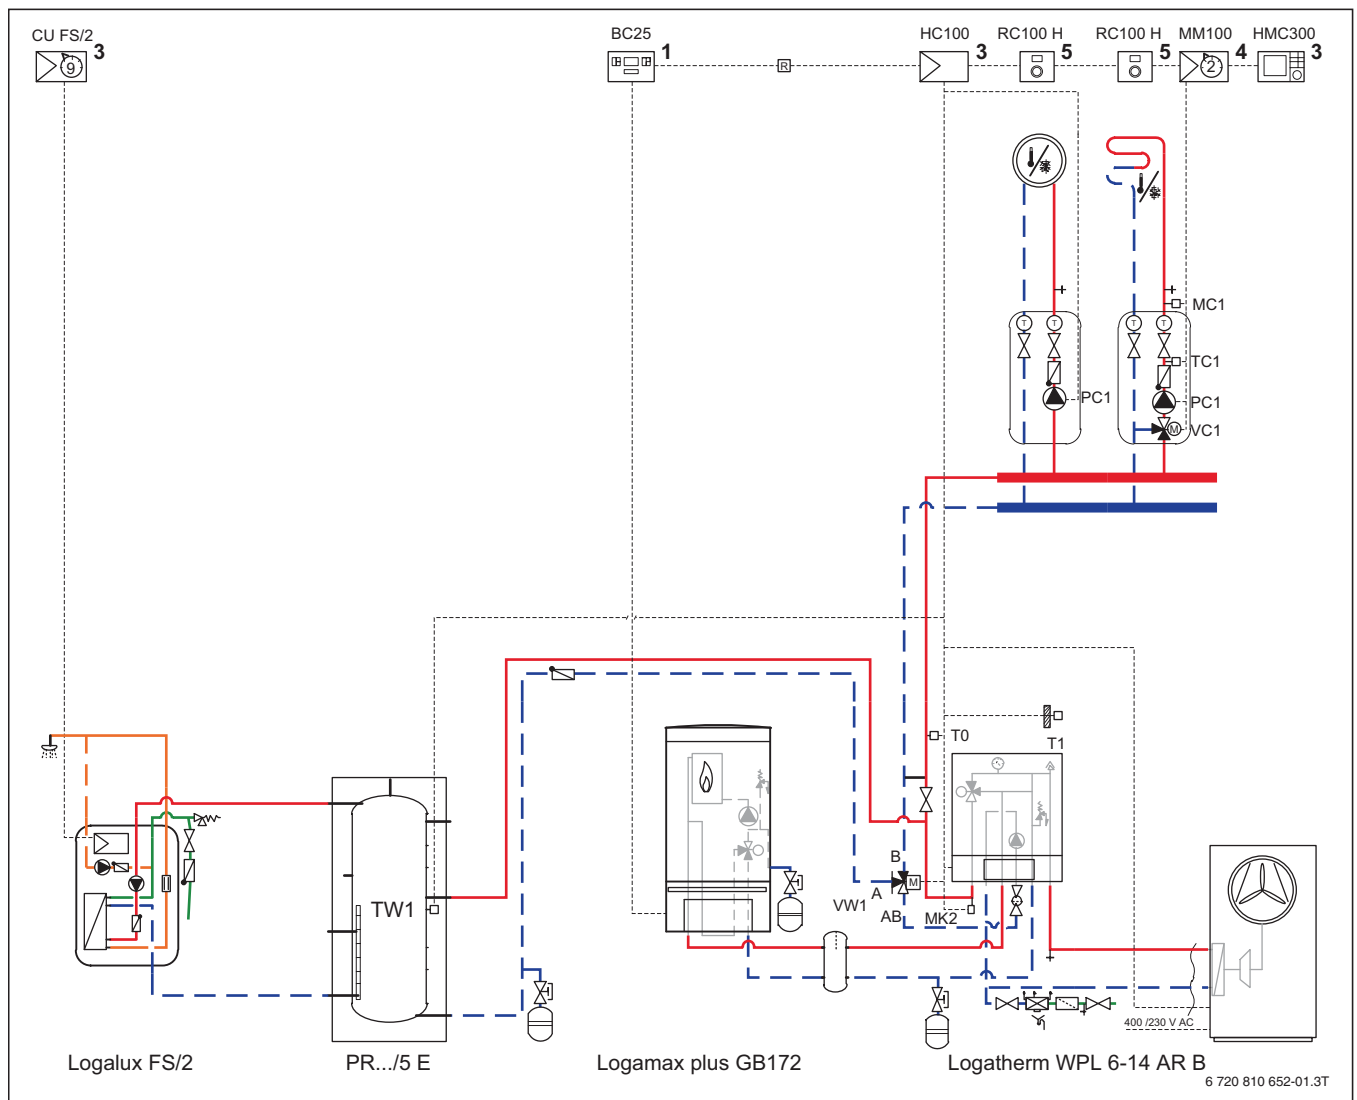 CU FS/2 3
9
BC25 1
HC100 3
RC100 H 5
RC100 H 5
MM100 4
2
HMC300 3
R
MC1
T T
T T
TC1
PC1
PC1
M VC1
T0
T1
B
A
M
VW1
AB
MK2
TW1
400 /230 V AC
Logalux FS/2
PR.../5 E
Logamax plus GB172
Logatherm WPL 6-14 AR B
6 720 810 652-01.3T